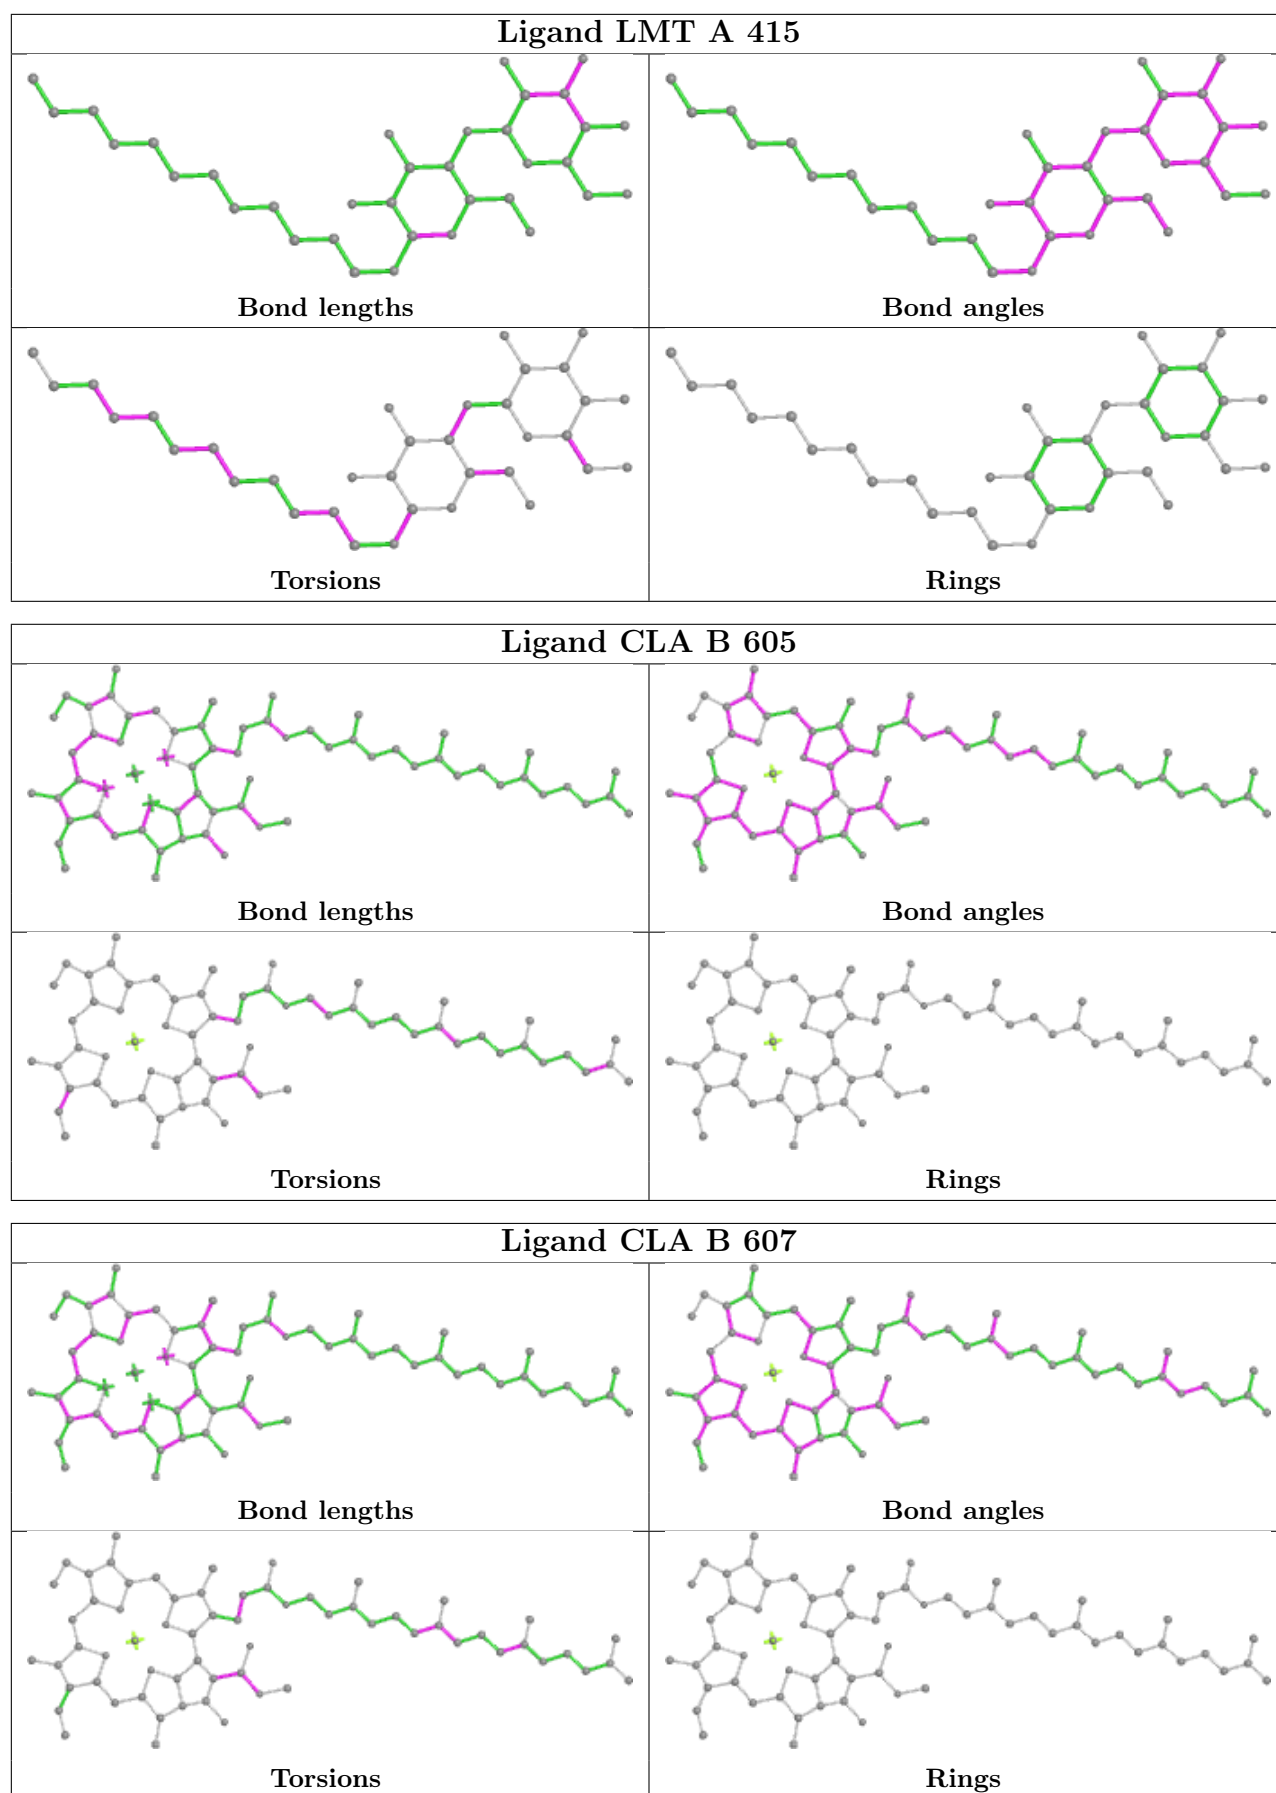 Ligand LMT A 415
Bond lengths
Bond angles
Torsions
Rings
Ligand CLA B 605
Bond lengths
Bond angles
Torsions
Rings
Ligand CLA B 607
Bond lengths
Bond angles
Torsions
Rings